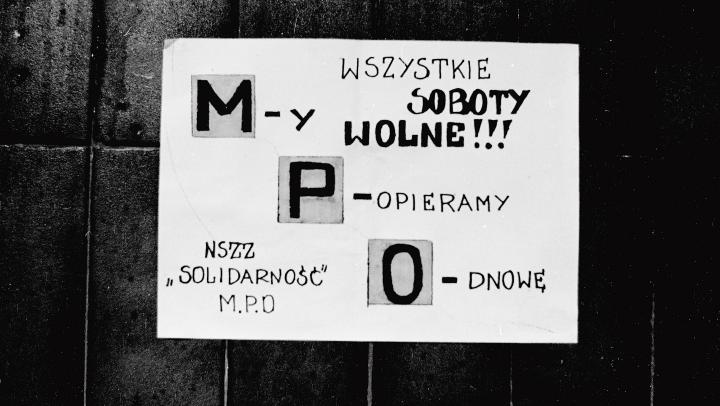 WSZYSTKIE
SOBOTY
M-y WOLNE!!!
P-OPIERAMY
O-DNOWĘ
NSZZ
„SOLIDARNOŚĆ"
M.P.O